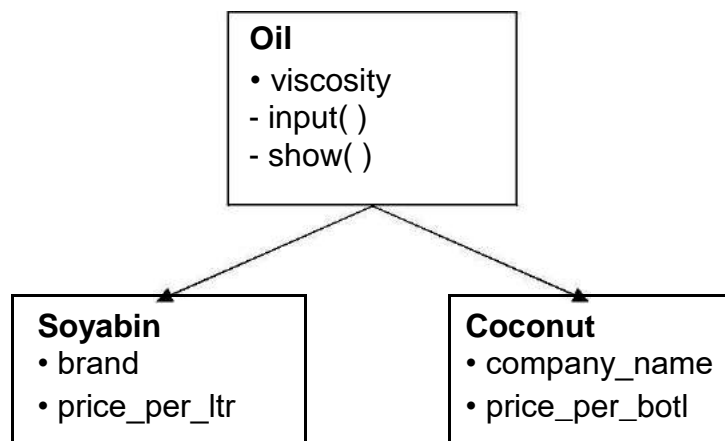 Oil
• viscosity
- input( )
- show( )
Soyabin
• brand
• price_per_ltr
Coconut
• company_name
• price_per_botl